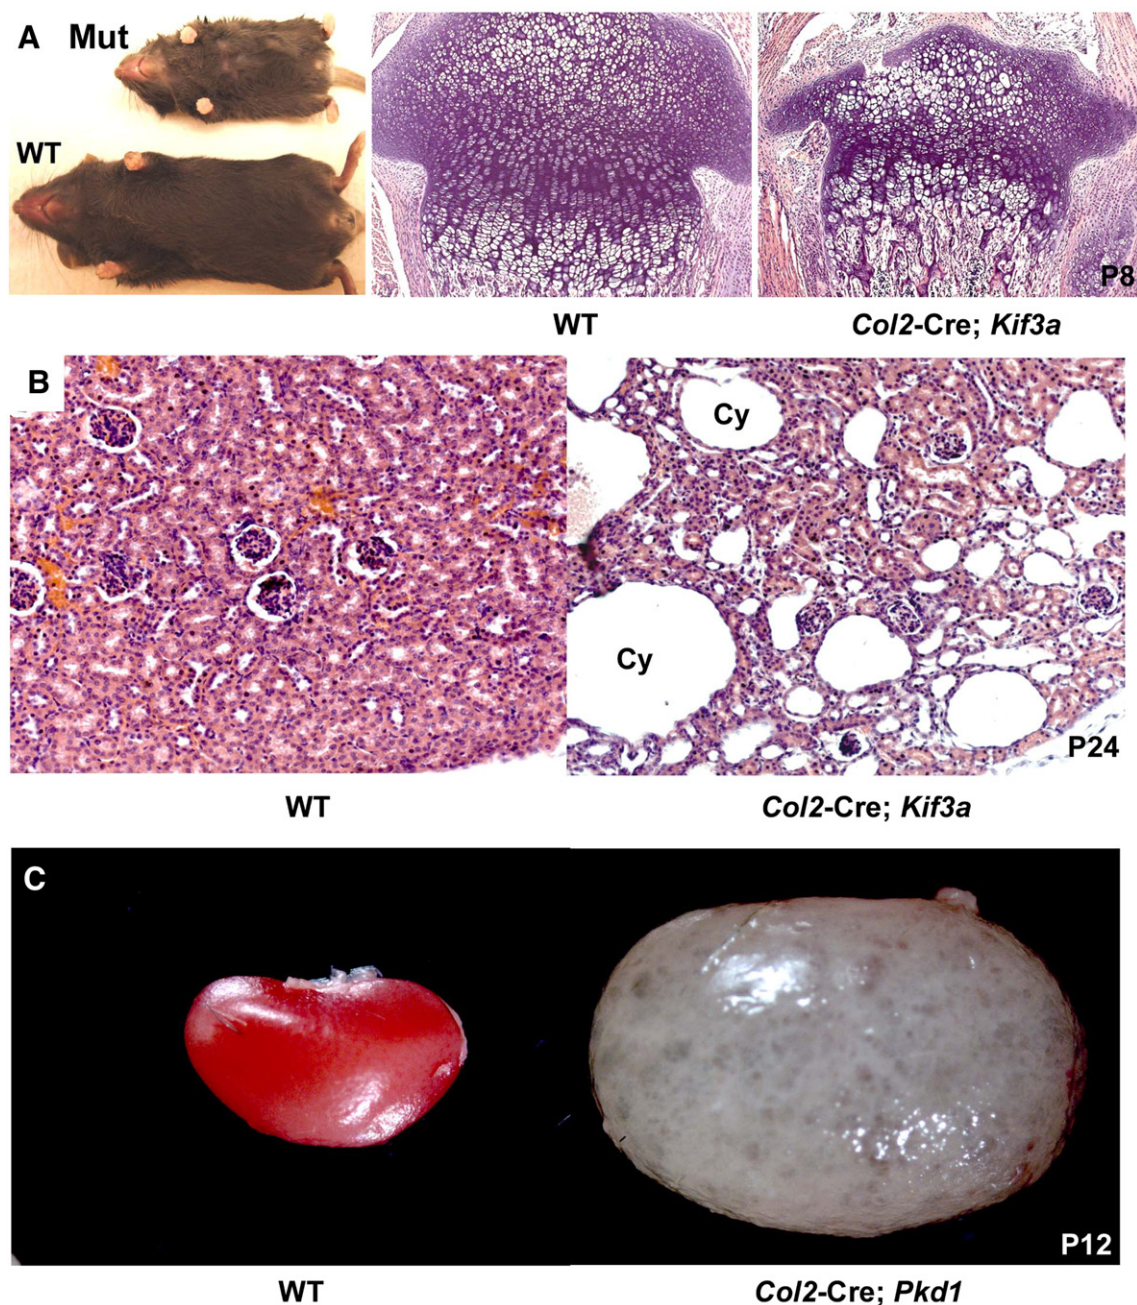 A
Mut
WT
P8
WT
Col2-Cre; Kif3a
B
Cy
Cy
P24
WT
Col2-Cre; Kif3a
C
P12
WT
Col2-Cre; Pkd1